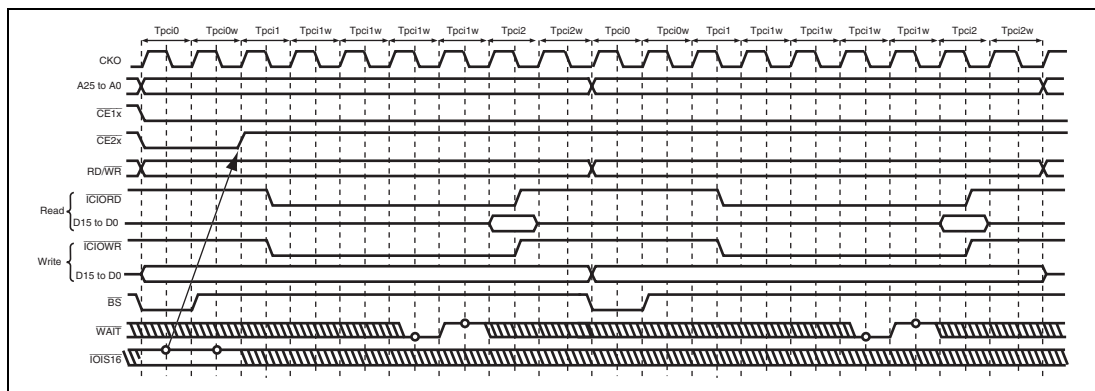 Tpci0 Tpci0w Tpci1 Tpci1w Tpci1w Tpci1w Tpci1w Tpci2 Tpci2w Tpci0 Tpci0w Tpci1 Tpci1w Tpci1w Tpci1w Tpci1w Tpci2 Tpci2w
CKO
A25 to A0
CE1x
CE2x
RD/WR
Read
ICIORD
D15 to D0
Write
ICIOWR
D15 to D0
BS
WAIT
IOIS16